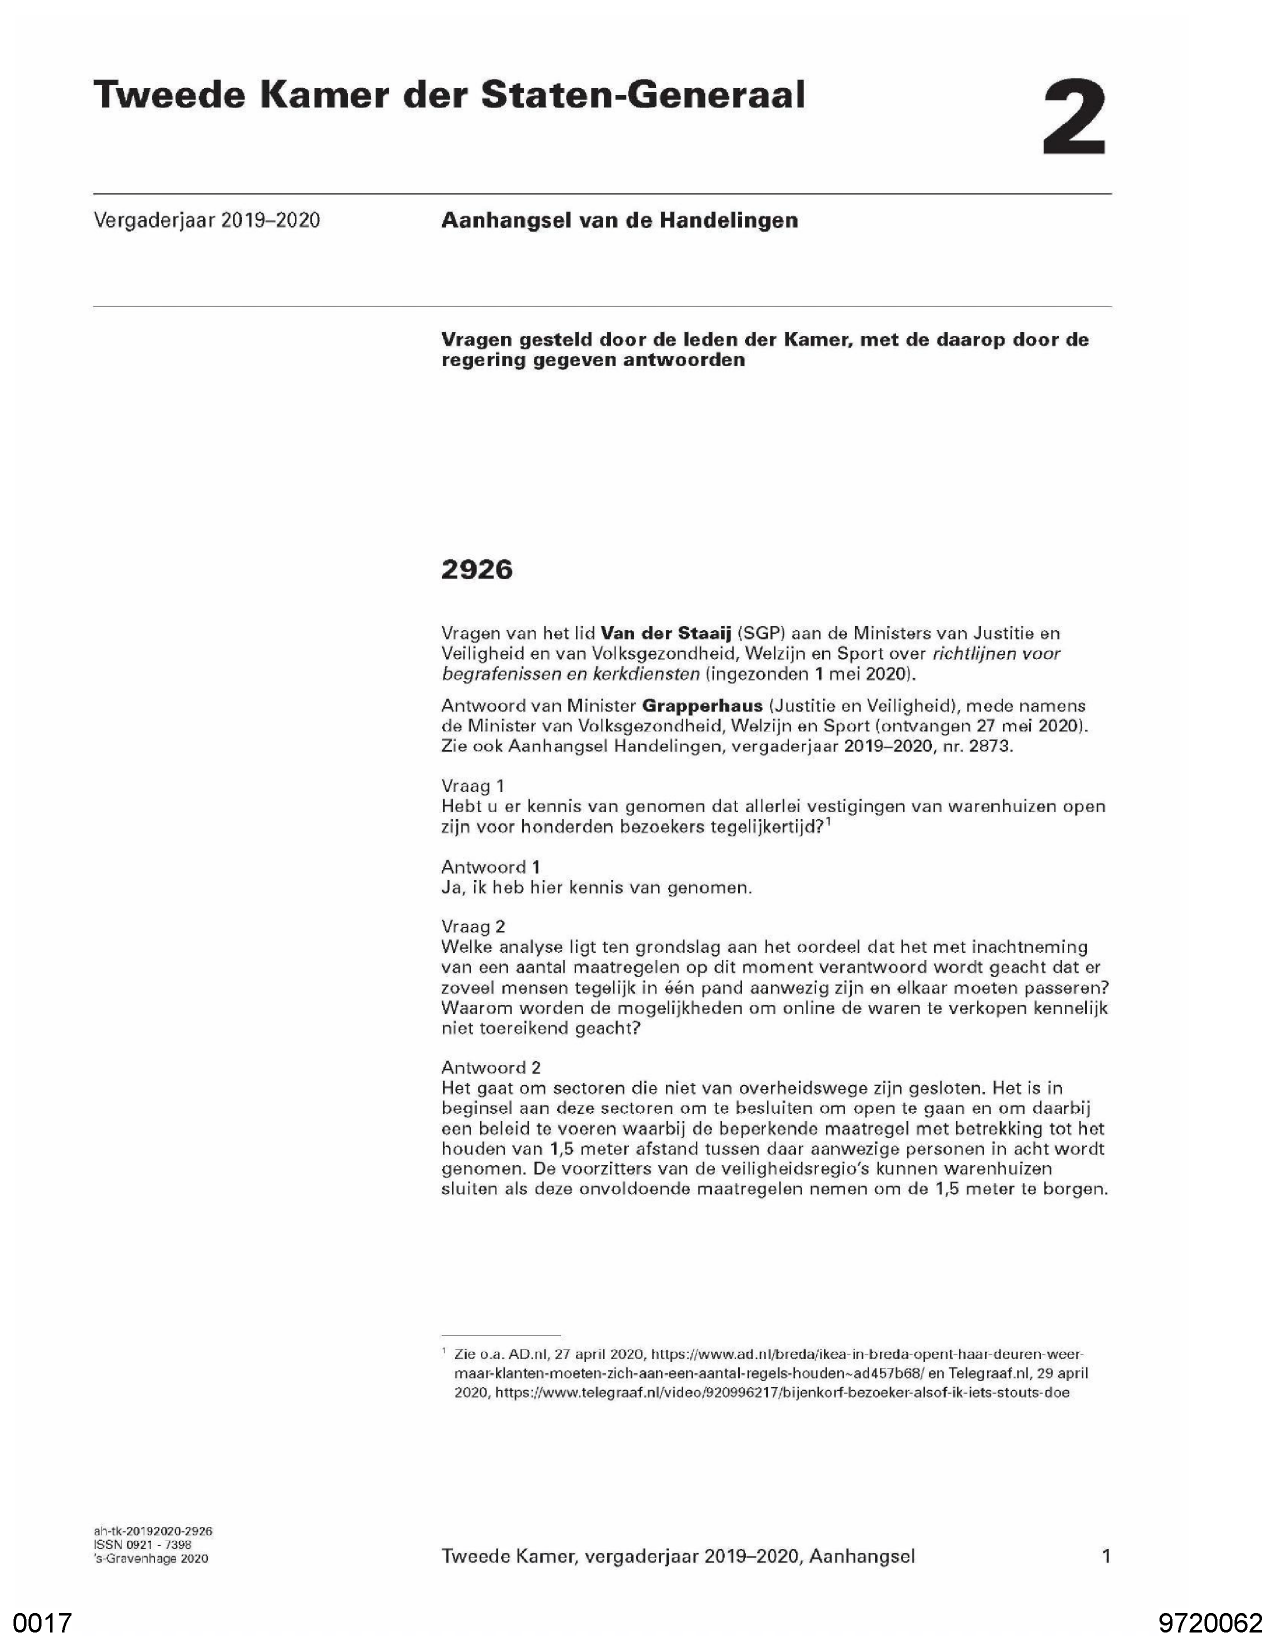 Tweede Kamer der Staten-Generaal
2
Vergaderjaar 2019–2020
Aanhangsel van de Handelingen
Vragen gesteld door de leden der Kamer, met de daarop door de
regering gegeven antwoorden
2926
Vragen van het lid Van der Staaij (SGP) aan de Ministers van Justitie en
Veiligheid en van Volksgezondheid, Welzijn en Sport over richtlijnen voor
begrafenissen en kerkdiensten (ingezonden 1 mei 2020).
Antwoord van Minister Grapperhaus (Justitie en Veiligheid), mede namens
de Minister van Volksgezondheid, Welzijn en Sport (ontvangen 27 mei 2020).
Zie ook Aanhangsel Handelingen, vergaderjaar 2019–2020, nr. 2873.
Vraag 1
Hebt u er kennis van genomen dat allerlei vestigingen van warenhuizen open
zijn voor honderden bezoekers tegelijkertijd?1
Antwoord 1
Ja, ik heb hier kennis van genomen.
Vraag 2
Welke analyse ligt ten grondslag aan het oordeel dat het met inachtneming
van een aantal maatregelen op dit moment verantwoord wordt geacht dat er
zoveel mensen tegelijk in één pand aanwezig zijn en elkaar moeten passeren?
Waarom worden de mogelijkheden om online de waren te verkopen kennelijk
niet toereikend geacht?
Antwoord 2
Het gaat om sectoren die niet van overheidswege zijn gesloten. Het is in
beginsel aan deze sectoren om te besluiten om open te gaan en om daarbij
een beleid te voeren waarbij de beperkende maatregel met betrekking tot het
houden van 1,5 meter afstand tussen daar aanwezige personen in acht wordt
genomen. De voorzitters van de veiligheidsregio's kunnen warenhuizen
sluiten als deze onvoldoende maatregelen nemen om de 1,5 meter te borgen.
1 Zie o.a. AD.nl, 27 april 2020, https://www.ad.nl/breda/ikea-in-breda-opent-haar-deuren-weer-
maar-klanten-moeten-zich-aan-een-aantal-regels-houden~ad457b68/ en Telegraaf.nl, 29 april
2020, https://www.telegraaf.nl/video/920996217/bijenkorf-bezoeker-alsof-ik-iets-stouts-doe
ah-tk-20192020-2926
ISSN 0921 - 7398
's-Gravenhage 2020
Tweede Kamer, vergaderjaar 2019–2020, Aanhangsel
1
0017
9720062